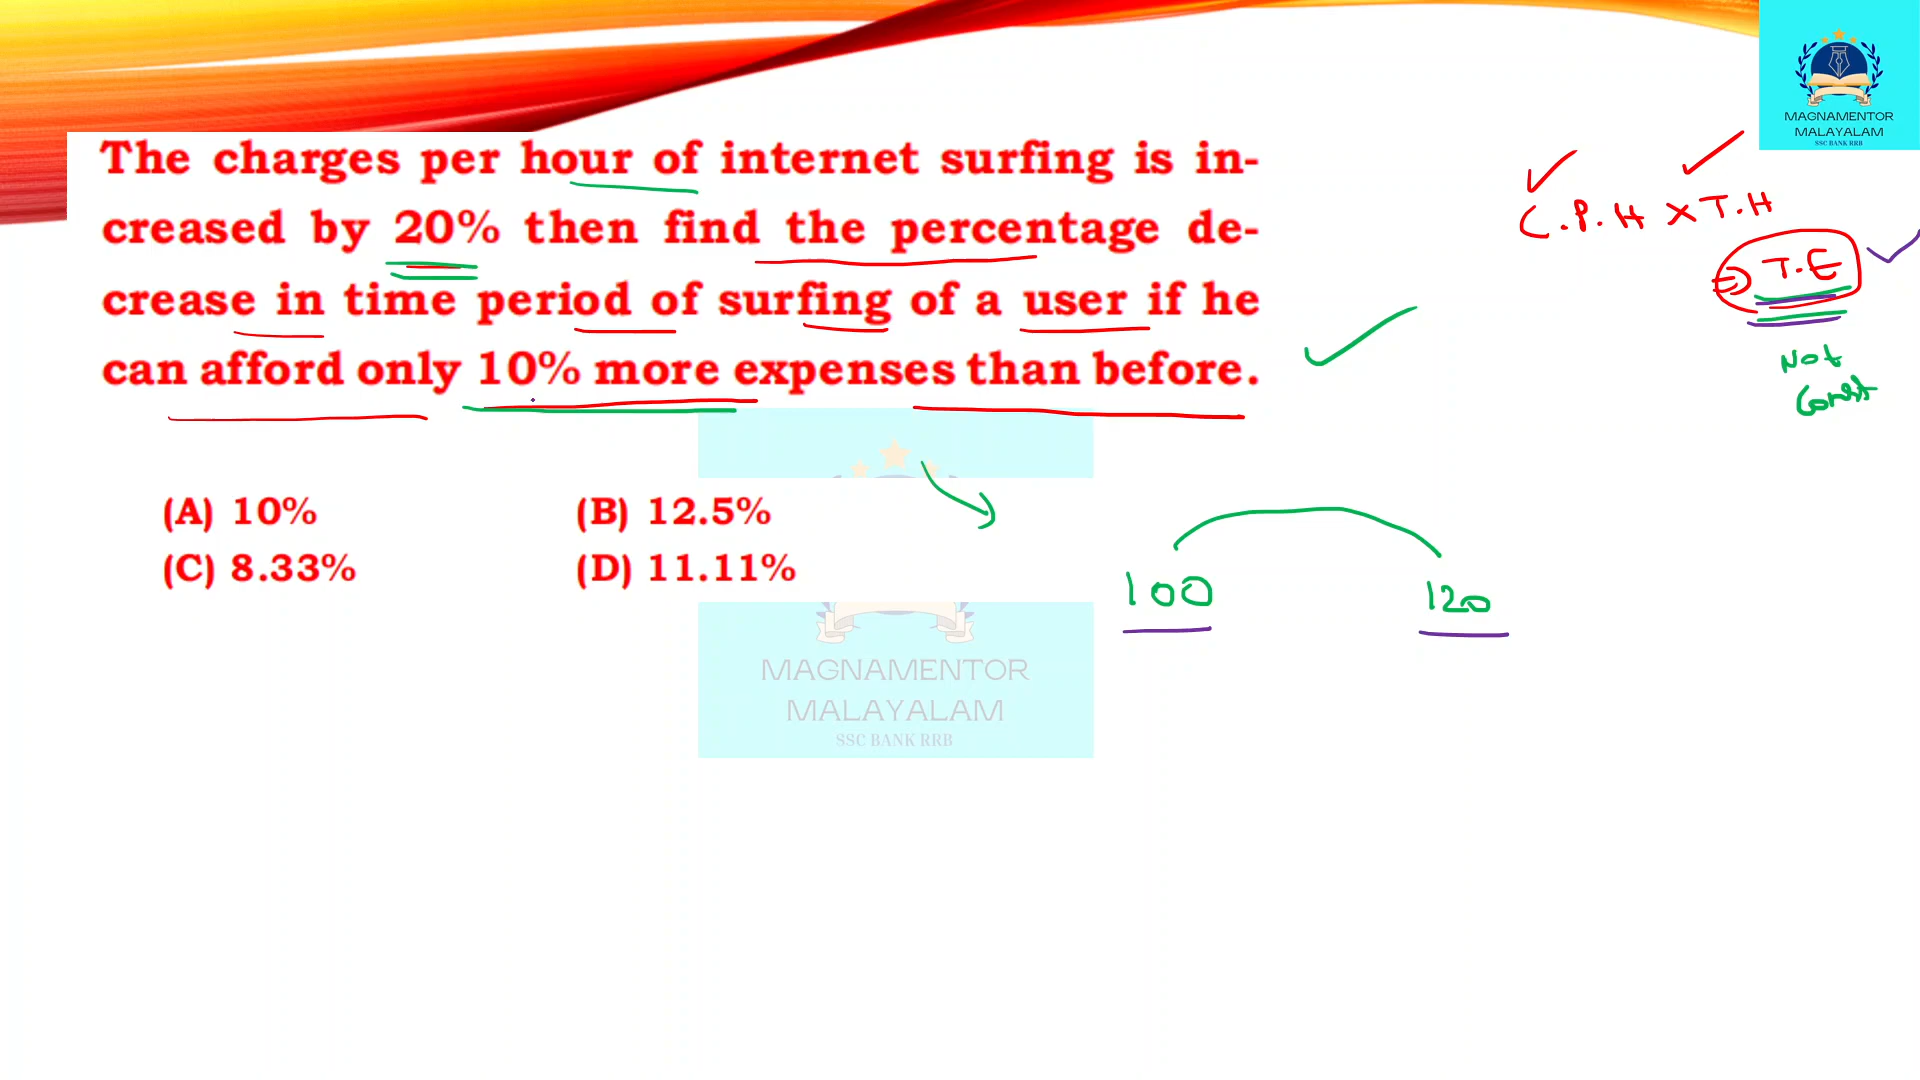 MAGNAMENTOR
MALAYALAM
SSC BANK RRB
The charges per hour of internet surfing is in-
creased by 20% then find the percentage de-
crease in time period of surfing of a user if he
can afford only 10% more expenses than before.
C.P.H × T.H
⇒ T.E
Not
Const
(A) 10% (B) 12.5%
(C) 8.33% (D) 11.11%
100 120
MAGNAMENTOR
MALAYALAM
SSC BANK RRB